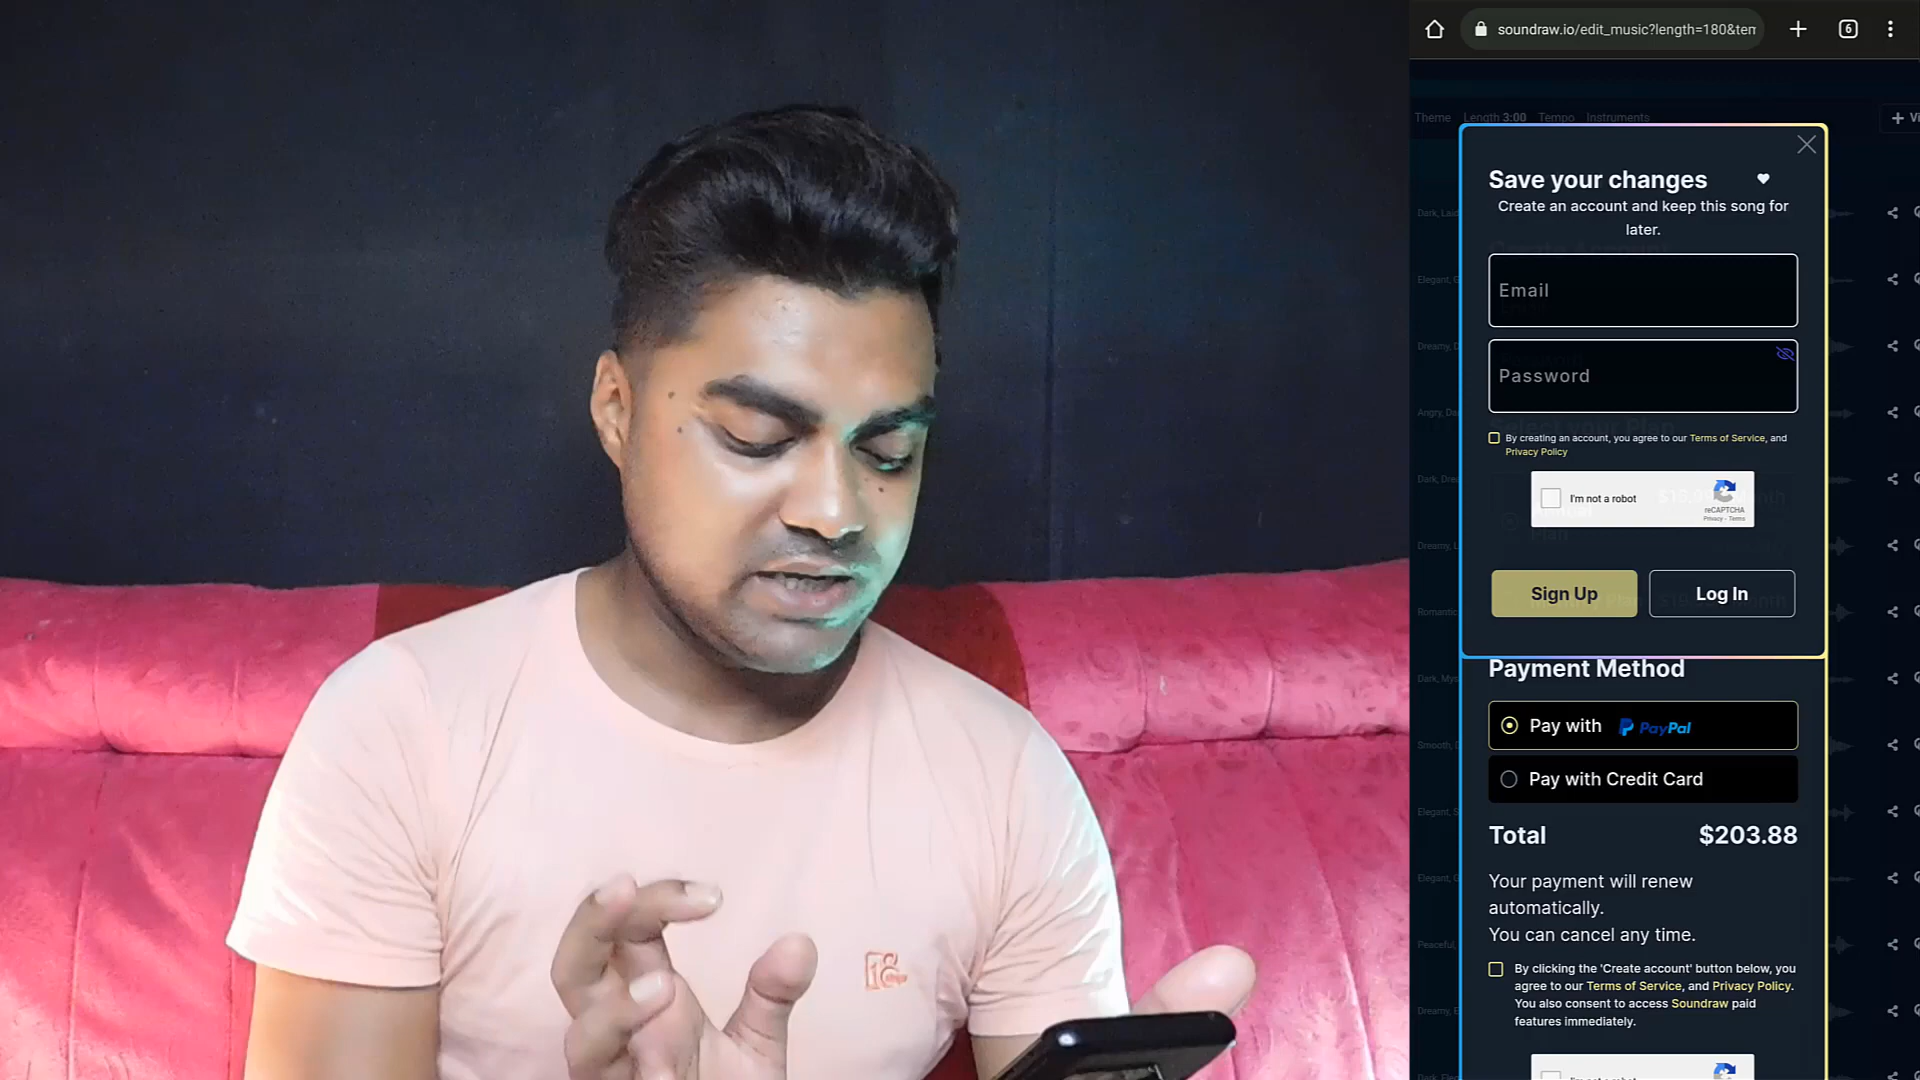 soundraw.io/edit_music?length=180&ten
6
Theme Length 3:00 Tempo Instruments
Save your changes
Create an account and keep this song for
later.
Email
Password
By creating an account, you agree to our Terms of Service, and
Privacy Policy
I'm not a robot
reCAPTCHA
Privacy - Terms
Sign Up Log In
Payment Method
Pay with PayPal
Pay with Credit Card
Total $203.88
Your payment will renew
automatically.
You can cancel any time.
By clicking the 'Create account' button below, you
agree to our Terms of Service, and Privacy Policy.
You also consent to access Soundraw paid
features immediately.